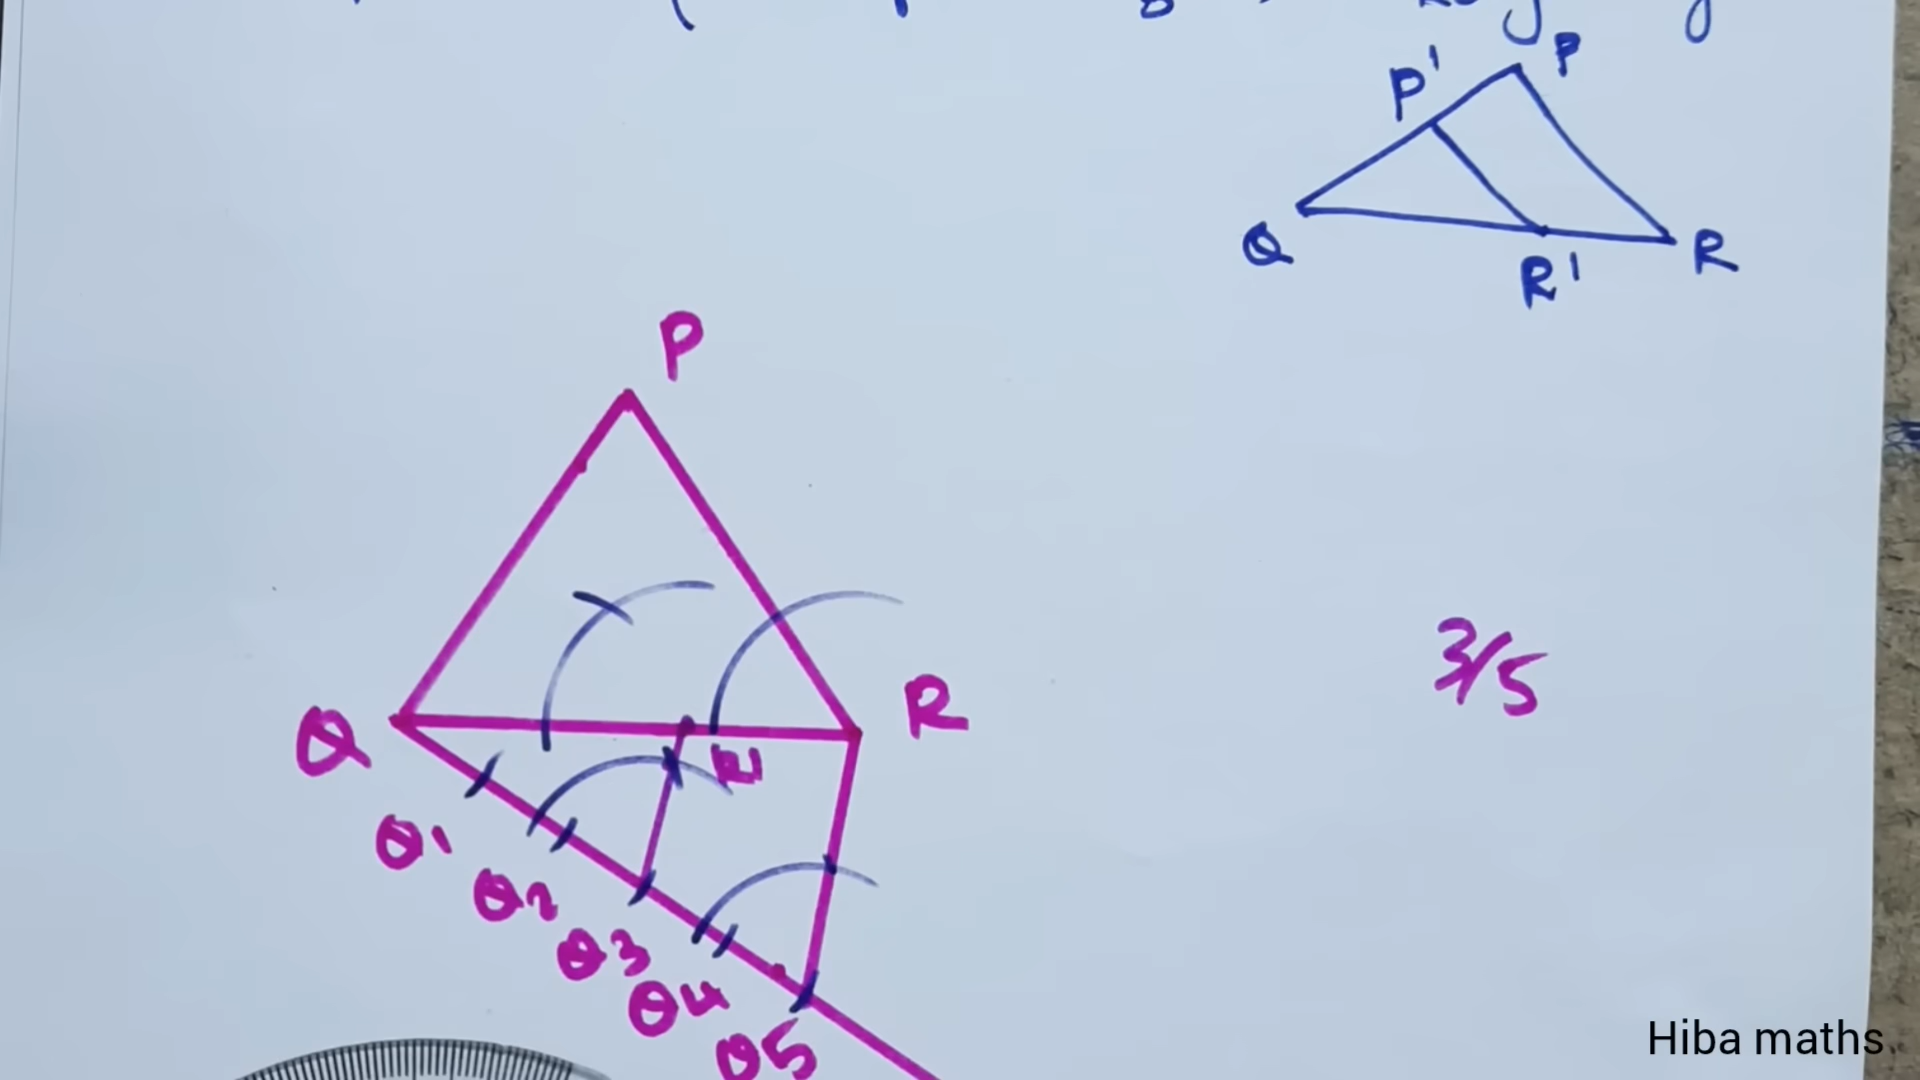 P' P
Q R' R
P
Q R
R'
3/5
Q1
Q2
Q3
Q4
Q5
Hiba maths